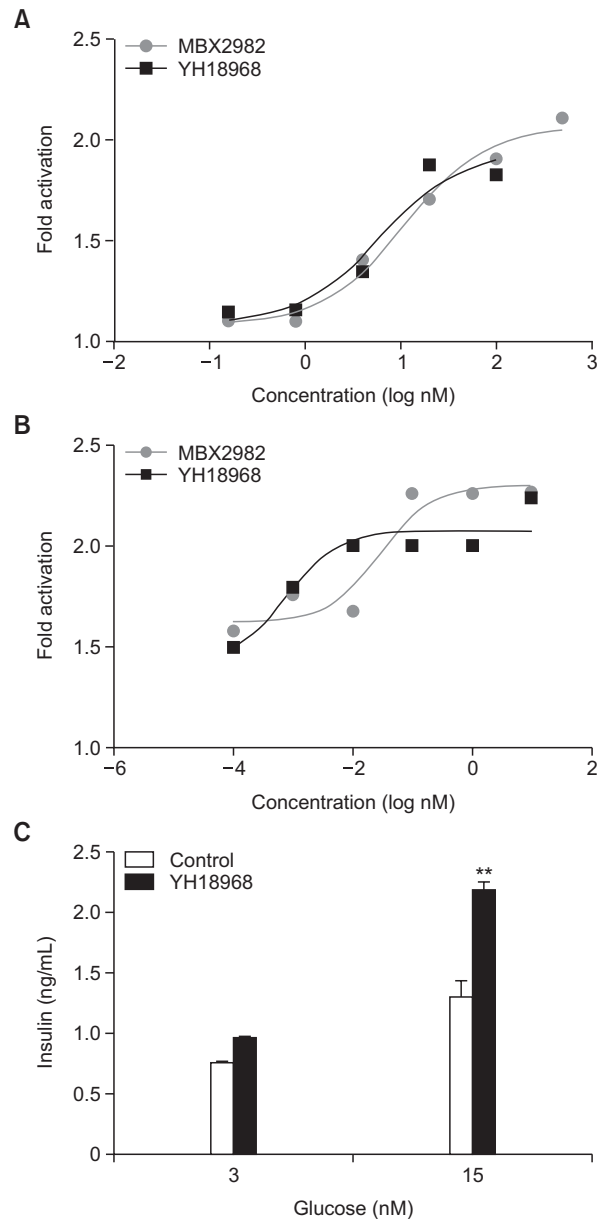 A
MBX2982
YH18968
2.5
2.0
1.5
1.0
Fold activation
−2 −1 0 1 2 3
Concentration (log nM)
B
MBX2982
YH18968
2.5
2.0
1.5
1.0
Fold activation
−6 −4 −2 0 2
Concentration (log nM)
C
Control
YH18968
**
2.5
2.0
1.5
1.0
0.5
0
Insulin (ng/mL)
3 15
Glucose (nM)